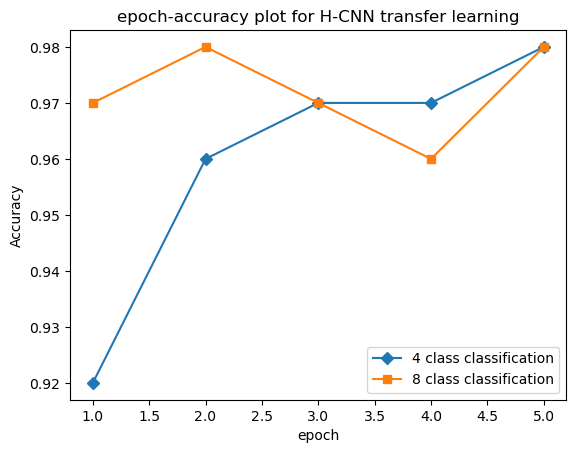 epoch-accuracy plot for H-CNN transfer learning
Accuracy
0.98
0.97
0.96
0.95
0.94
0.93
0.92
4 class classification
8 class classification
1.0 1.5 2.0 2.5 3.0 3.5 4.0 4.5 5.0
epoch